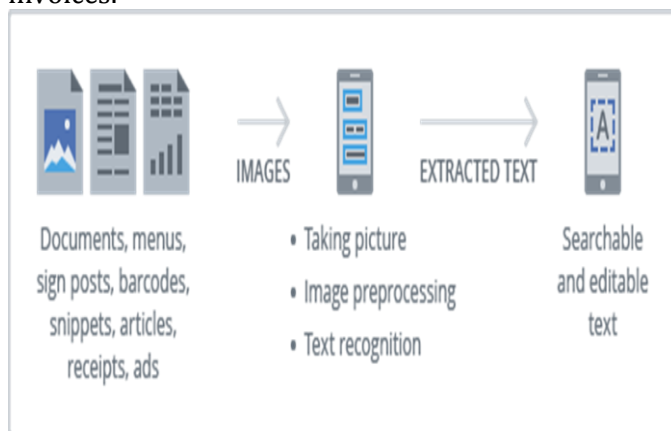 invoices.
IMAGES
EXTRACTED TEXT
A
Documents, menus,
sign posts, barcodes,
snippets, articles,
receipts, ads
• Taking picture
• Image preprocessing
• Text recognition
Searchable
and editable
text